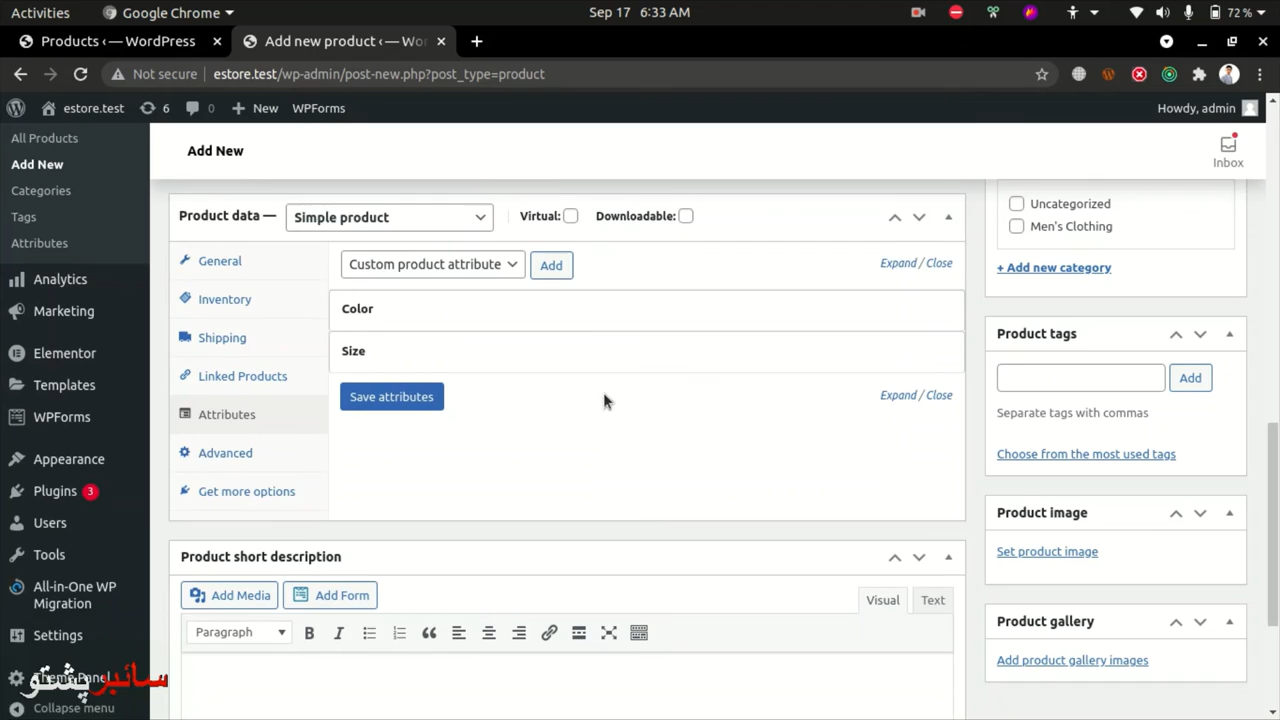 Activities
Google Chrome
Sep 17 6:33 AM
72 %
Products ‹ — WordPress
Add new product ‹ — Wor
Not secure
estore.test/wp-admin/post-new.php?post_type=product
estore.test
6
0
New
WPForms
Howdy, admin
All Products
Add New
Categories
Tags
Attributes
Analytics
Marketing
Elementor
Templates
WPForms
Appearance
Plugins 3
Users
Tools
All-in-One WP
Migration
Settings
Theme Panel
Collapse menu
سائبر پشتو
Add New
Inbox
Product data —
Simple product
Virtual:
Downloadable:
General
Inventory
Shipping
Linked Products
Attributes
Advanced
Get more options
Custom product attribute
Add
Expand / Close
Color
Size
Save attributes
Expand / Close
Product short description
Add Media
Add Form
Visual
Text
Paragraph
Uncategorized
Men's Clothing
+ Add new category
Product tags
Add
Separate tags with commas
Choose from the most used tags
Product image
Set product image
Product gallery
Add product gallery images